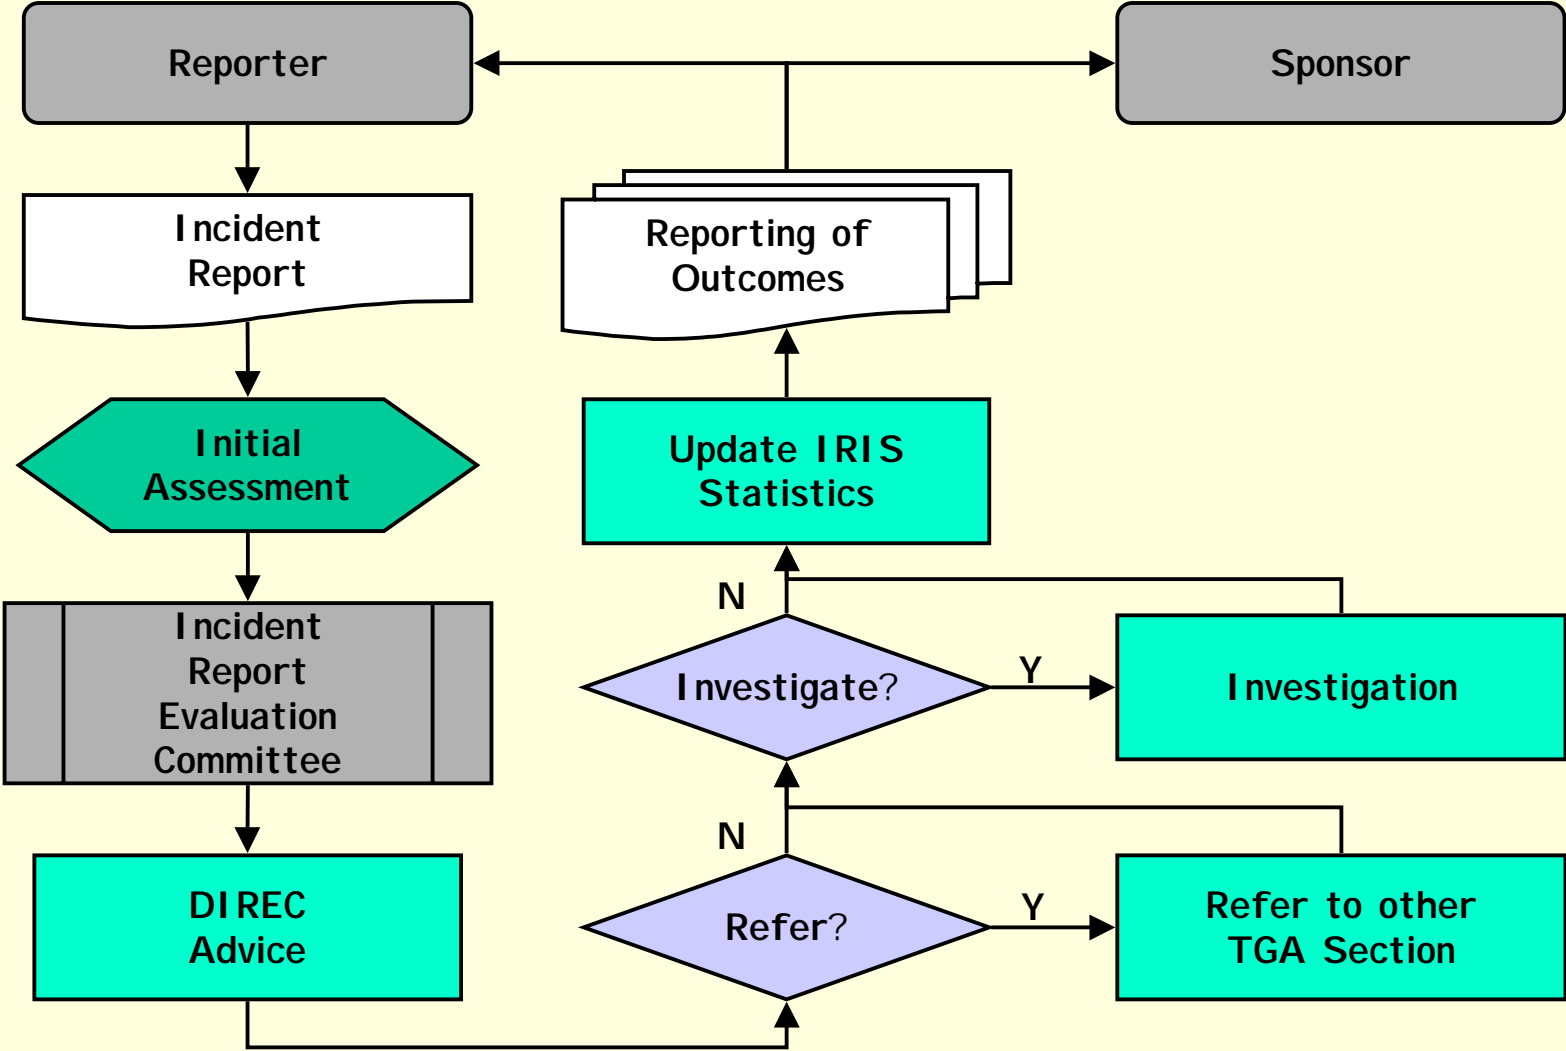 Reporter
Sponsor
Incident
Report
Reporting of
Outcomes
Initial
Assessment
Update IRIS
Statistics
Incident
Report
Evaluation
Committee
N
Investigate?
Y
Investigation
DIREC
Advice
N
Refer?
Y
Refer to other
TGA Section